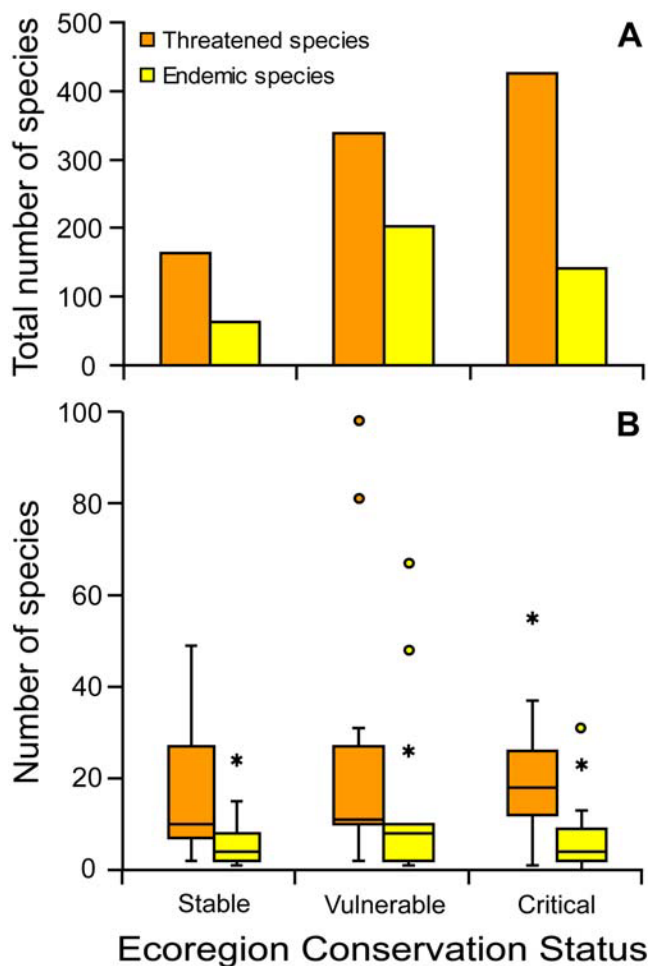 A
Threatened species
Endemic species
Total number of species
500
400
300
200
100
0
B
Number of species
100
80
60
40
20
0
Stable Vulnerable Critical
Ecoregion Conservation Status